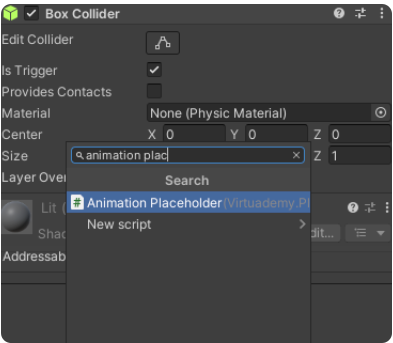 Box Collider
Edit Collider
Is Trigger
Provides Contacts
Material None (Physic Material)
Center X 0 Y 0 Z 0
Size Z 1
animation plac
Layer Over
Search
# Animation Placeholder (Virtuademy.Pl
New script
Lit (
Shad
dit...
Addressab